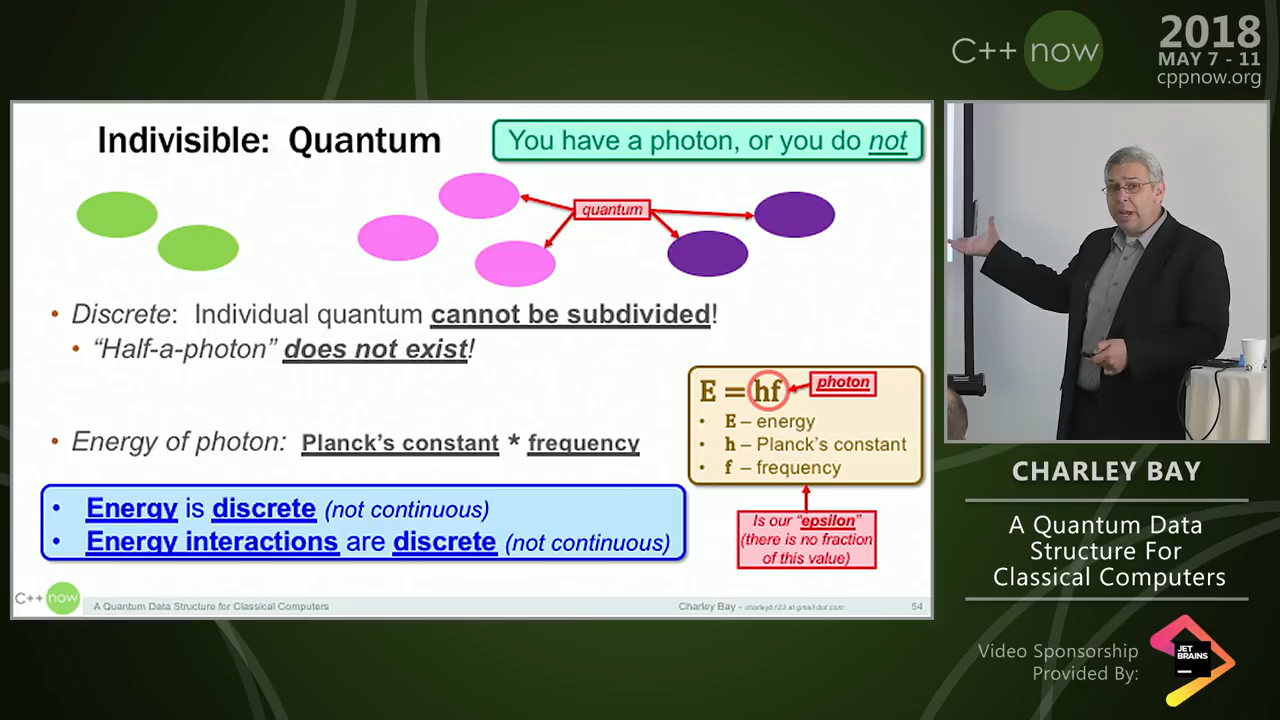 C++ now
2018
MAY 7 - 11
cppnow.org
Indivisible: Quantum
You have a photon, or you do not
quantum
• Discrete: Individual quantum cannot be subdivided!
• “Half-a-photon” does not exist!
E = hf
photon
• E – energy
• h – Planck's constant
• f – frequency
• Energy of photon: Planck's constant * frequency
• Energy is discrete (not continuous)
• Energy interactions are discrete (not continuous)
Is our “epsilon”
(there is no fraction
of this value)
C++ now
A Quantum Data Structure for Classical Computers
Charley Bay - charleyb123 at gmail dot com
54
CHARLEY BAY
A Quantum Data
Structure For
Classical Computers
Video Sponsorship
Provided By:
JET
BRAINS